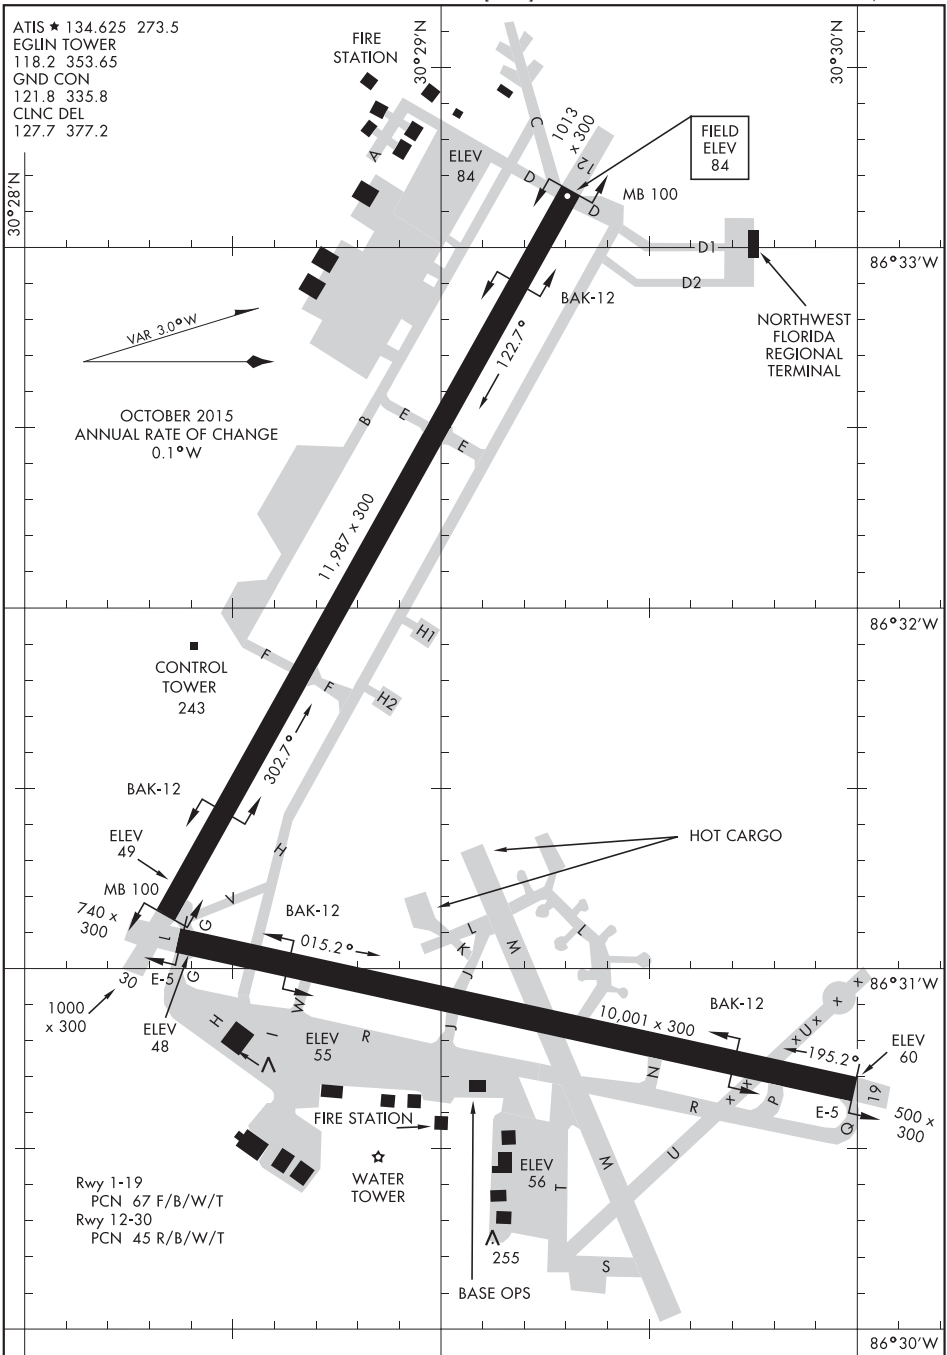 ATIS ★ 134.625 273.5
EGLIN TOWER
118.2 353.65
GND CON
121.8 335.8
CLNC DEL
127.7 377.2
30°28'N
FIRE
STATION
30°29'N
30°30'N
A
ELEV
84
C
1013
x 300
12
D
D
FIELD
ELEV
84
MB 100
D1
D2
86°33'W
NORTHWEST
FLORIDA
REGIONAL
TERMINAL
BAK-12
122.7°
VAR 3.0°W
OCTOBER 2015
ANNUAL RATE OF CHANGE
0.1°W
B
E
E
11,987 x 300
86°32'W
H1
H2
F
F
CONTROL
TOWER
243
302.7°
BAK-12
ELEV
49
MB 100
740 x
300
H
V
G
G
1
30
E-5
1000
x 300
ELEV
48
BAK-12
015.2°
HOT CARGO
L
L
K
M
J
J
W
86°31'W
10,001 x 300
BAK-12
195.2°
ELEV
60
19
500 x
300
E-5
x
x
U
x
x
x
x
P
Q
N
R
R
U
H
I
ELEV
55
FIRE STATION
WATER
TOWER
ELEV
56
T
M
S
255
BASE OPS
Rwy 1-19
PCN 67 F/B/W/T
Rwy 12-30
PCN 45 R/B/W/T
86°30'W